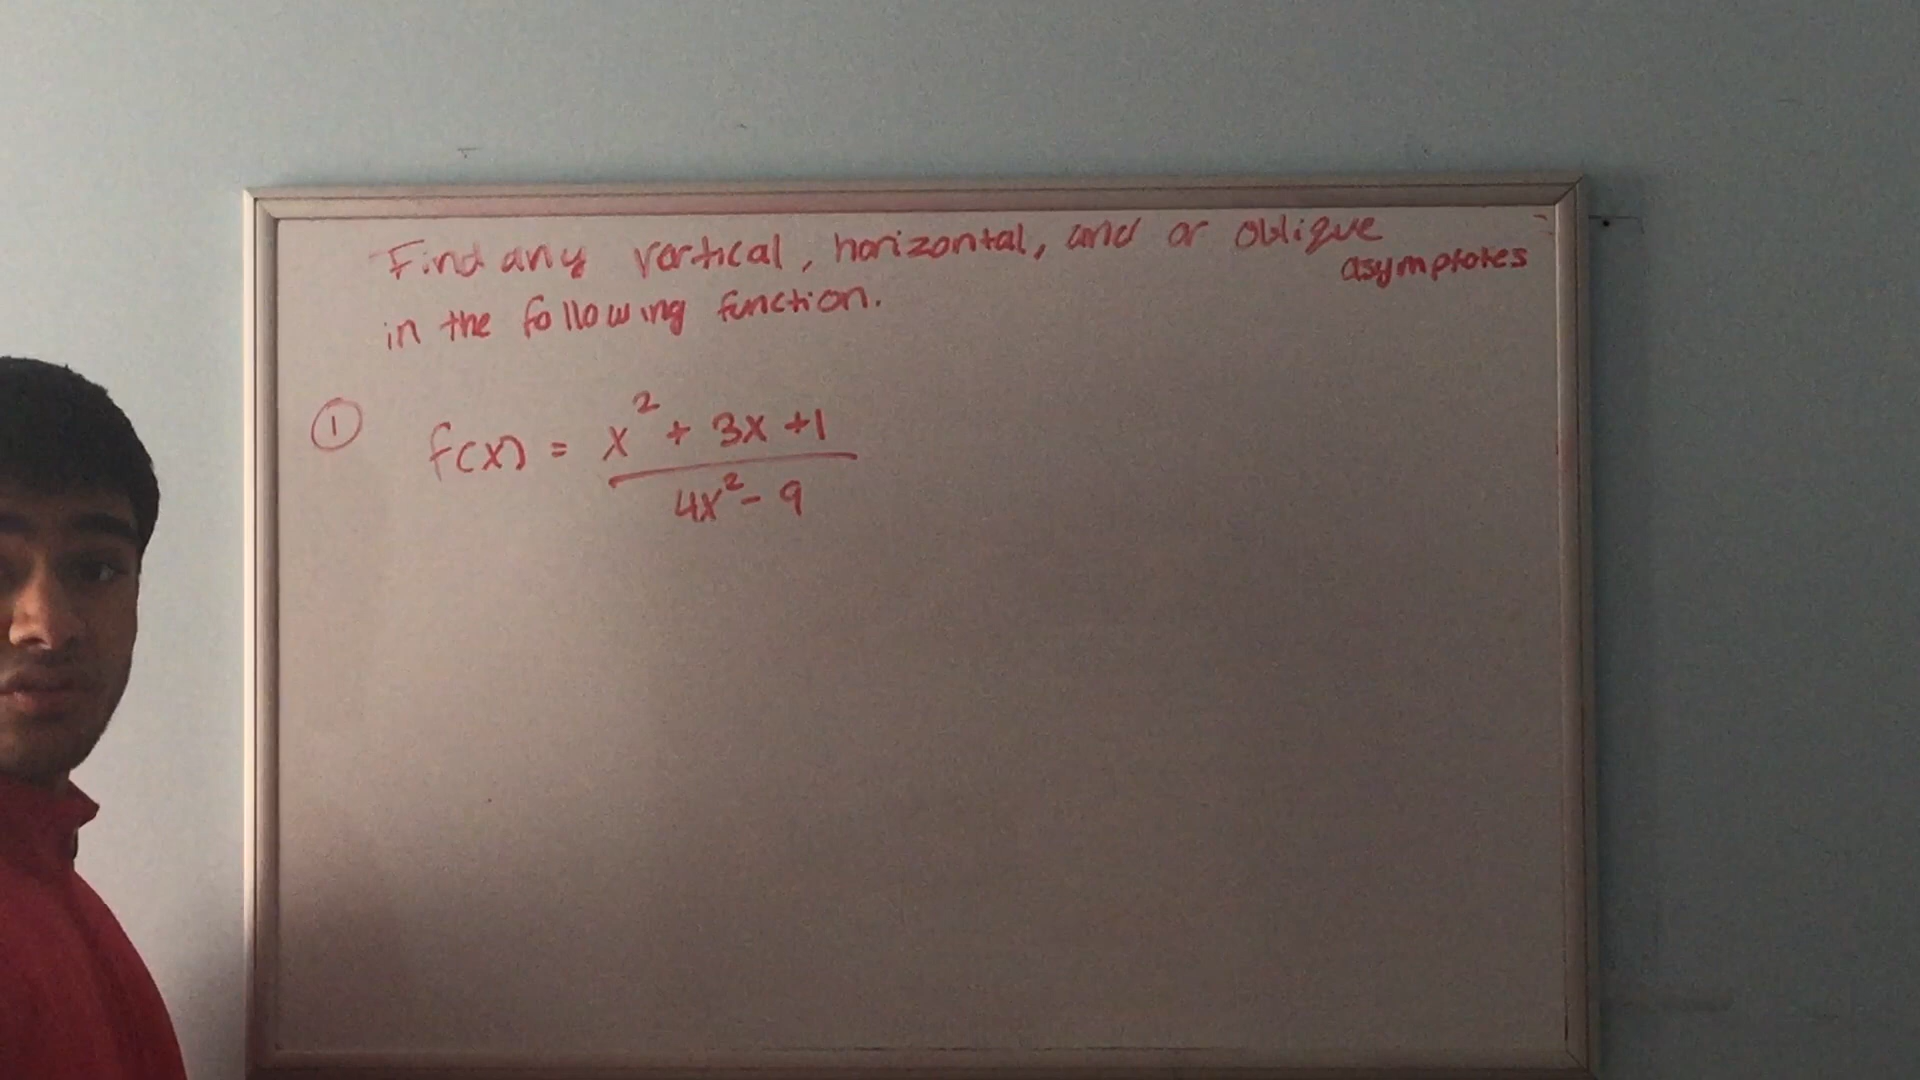 Find any vertical, horizontal, and or oblique
asymptotes
in the following function.
① f(x) = x² + 3x +1
4x² - 9